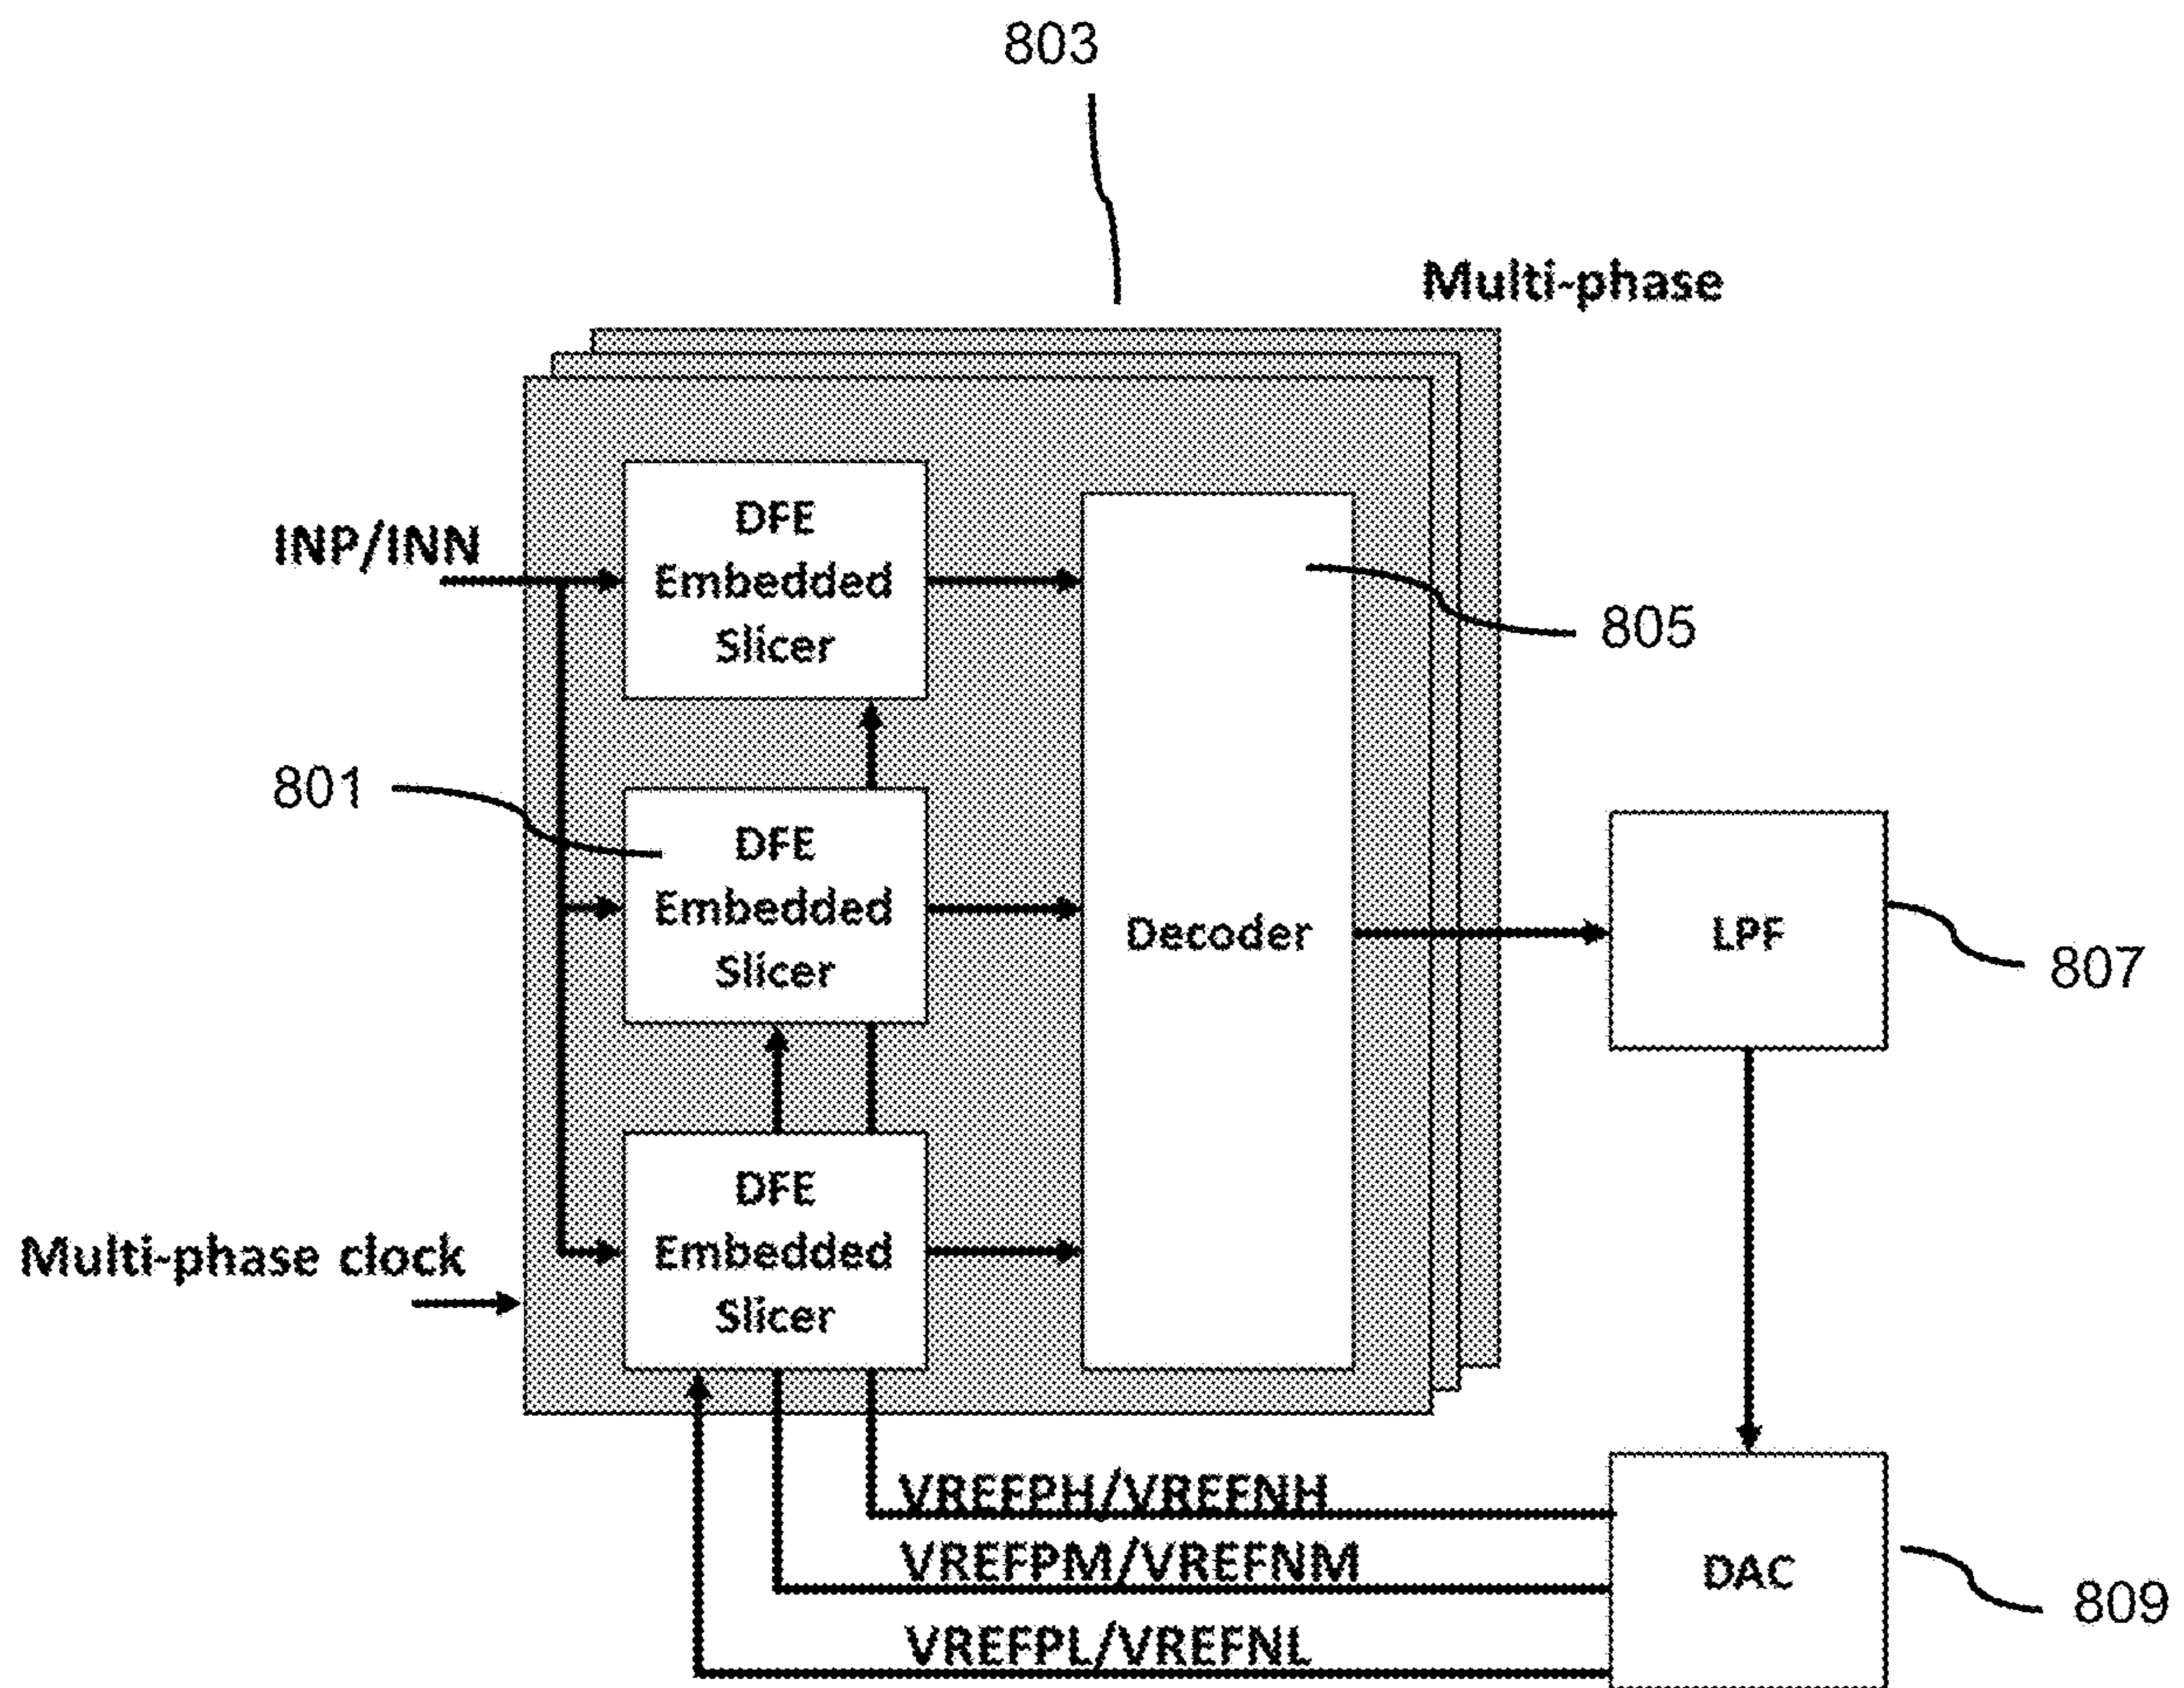 803
Multi-phase
INP/INN
DFE
Embedded
Slicer
805
801
DFE
Embedded
Slicer
Decoder
LPF
807
Multi-phase clock
DFE
Embedded
Slicer
VREFPH/VREFNH
VREFPM/VREFNM
VREFPL/VREFNL
DAC
809